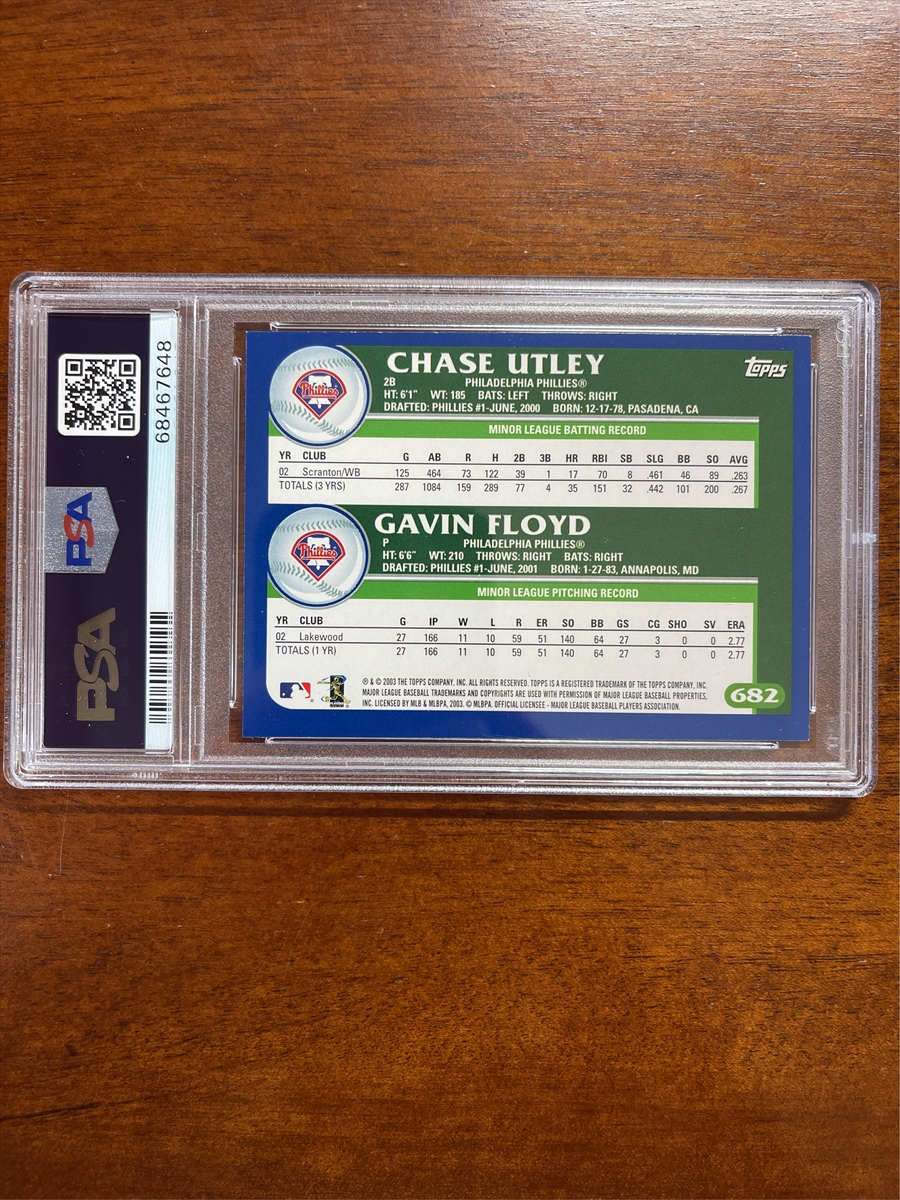 68467648
PSA
PSA
CHASE UTLEY
Topps
Phillies
2B PHILADELPHIA PHILLIES®
HT: 6'1" WT: 185 BATS: LEFT THROWS: RIGHT
DRAFTED: PHILLIES #1-JUNE, 2000 BORN: 12-17-78, PASADENA, CA
MINOR LEAGUE BATTING RECORD
YR CLUB G AB R H 2B 3B HR RBI SB SLG BB SO AVG
02 Scranton/WB 125 464 73 122 39 1 17 70 8 .461 46 89 .263
TOTALS (3 YRS) 287 1084 159 289 77 4 35 151 32 .442 101 200 .267
GAVIN FLOYD
Phillies
P PHILADELPHIA PHILLIES®
HT: 6'6" WT: 210 THROWS: RIGHT BATS: RIGHT
DRAFTED: PHILLIES #1-JUNE, 2001 BORN: 1-27-83, ANNAPOLIS, MD
MINOR LEAGUE PITCHING RECORD
YR CLUB G IP W L R ER SO BB GS CG SHO SV ERA
02 Lakewood 27 166 11 10 59 51 140 64 27 3 0 0 2.77
TOTALS (1 YR) 27 166 11 10 59 51 140 64 27 3 0 0 2.77
® & © 2003 THE TOPPS COMPANY, INC. ALL RIGHTS RESERVED. TOPPS IS A REGISTERED TRADEMARK OF THE TOPPS COMPANY, INC.
MAJOR LEAGUE BASEBALL TRADEMARKS AND COPYRIGHTS ARE USED WITH PERMISSION OF MAJOR LEAGUE BASEBALL PROPERTIES,
INC. LICENSED BY MLB & MLBPA, 2003. © MLBPA. OFFICIAL LICENSEE - MAJOR LEAGUE BASEBALL PLAYERS ASSOCIATION.
682